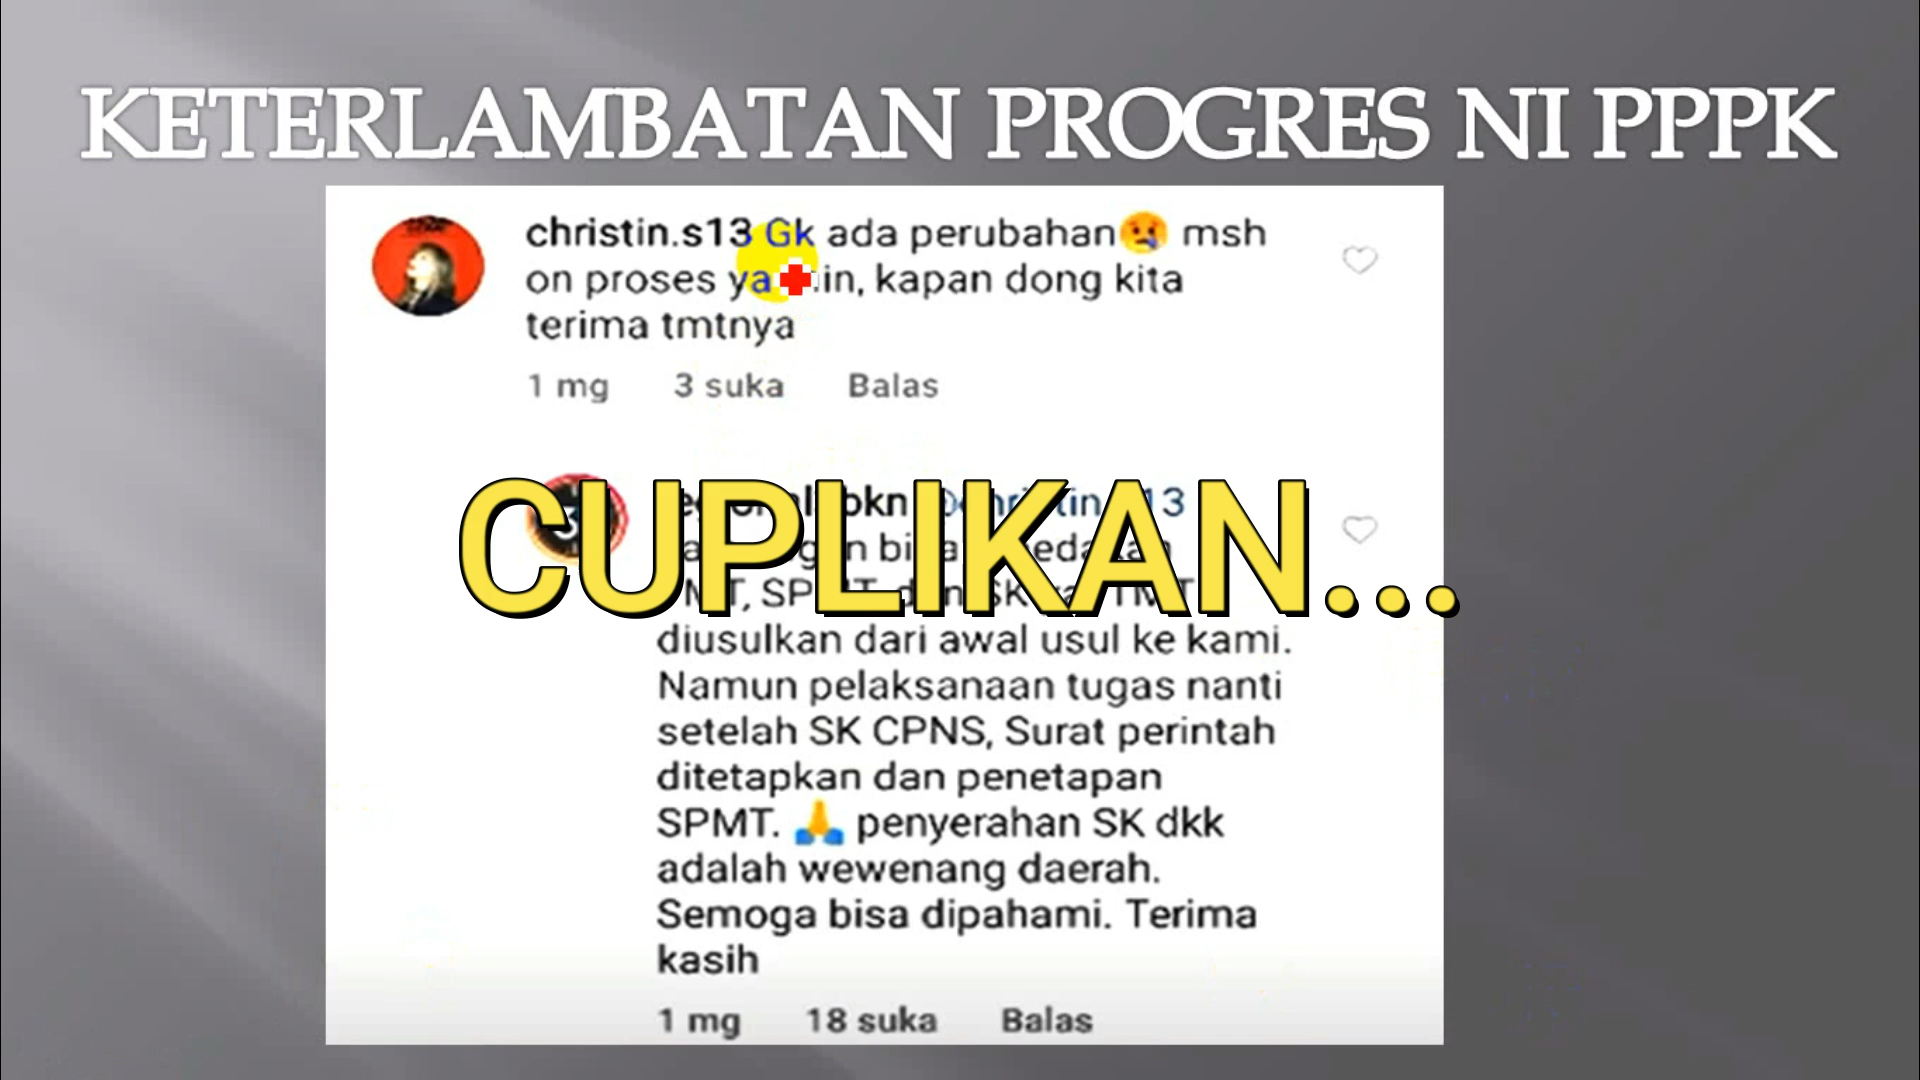 KETERLAMBATAN PROGRES NI PPPK
christin.s13 Gk ada perubahan🤒 msh
on proses ya in, kapan dong kita
terima tmtnya
1 mg 3 suka Balas
CUPLIKAN...
diusulkan dari awal usul ke kami.
Namun pelaksanaan tugas nanti
setelah SK CPNS, Surat perintah
ditetapkan dan penetapan
SPMT. 🙏 penyerahan SK dkk
adalah wewenang daerah.
Semoga bisa dipahami. Terima
kasih
1 mg 18 suka Balas